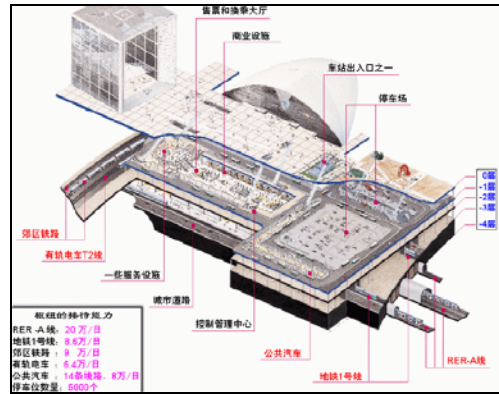 售票和换乘大厅
商业设施
车站出入口之一
停车场
0层
-1层
-2层
-3层
-4层
郊区铁路
有轨电车T2线
一些服务设施
城市道路
控制管理中心
公共汽车
地铁1号线
RER-A线
枢纽的接待能力
RER -A线：20 万/日
地铁1号线：8.6万/日
郊区铁路 ：9 万/日
有轨电车 ：6.4万/日
公共汽车 ：14条线路，8万/日
停车位数量：5000个